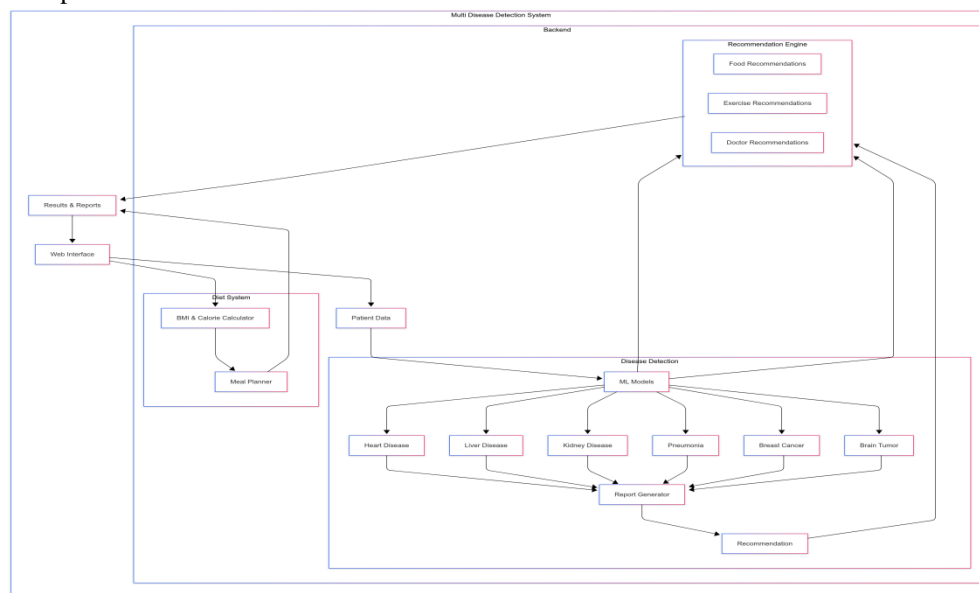 Multi Disease Detection System
Backend
Recommendation Engine
Food Recommendations
Exercise Recommendations
Doctor Recommendations
Results & Reports
Web Interface
Diet System
BMI & Calorie Calculator
Patient Data
Meal Planner
Disease Detection
ML Models
Heart Disease
Liver Disease
Kidney Disease
Pneumonia
Breast Cancer
Brain Tumor
Report Generator
Recommendation